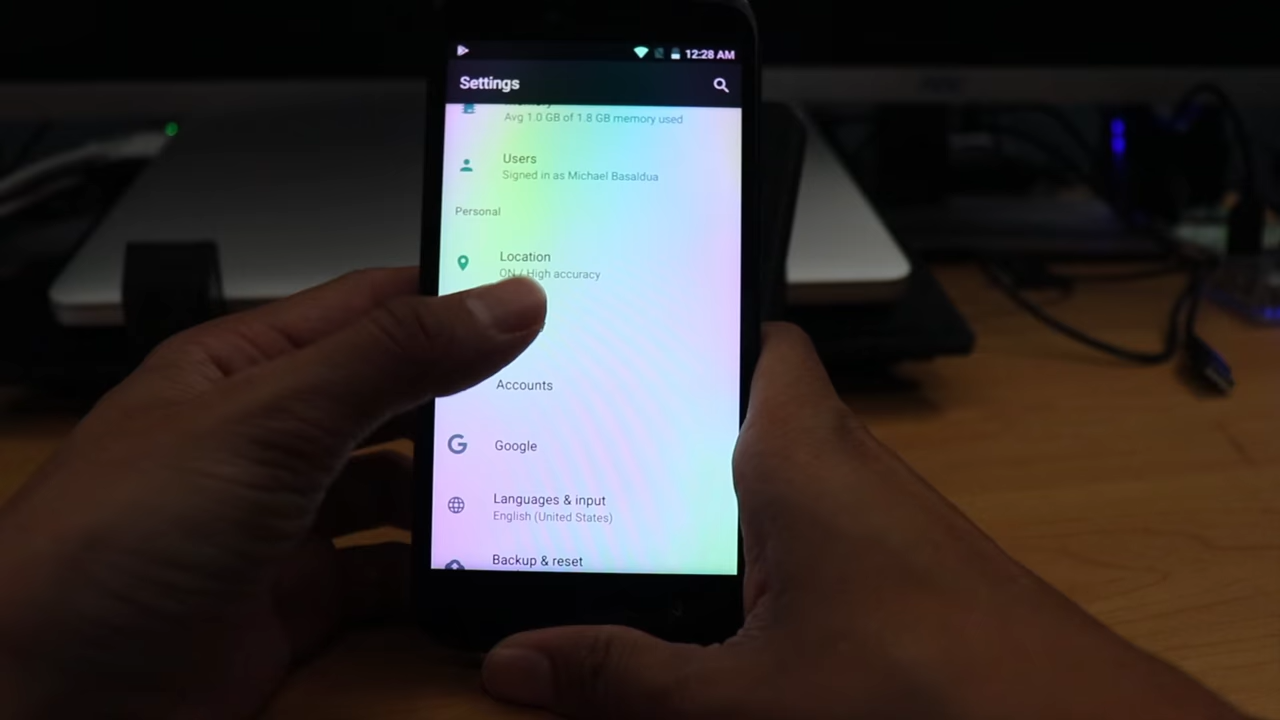 12:28 AM
Settings
Avg 1.0 GB of 1.8 GB memory used
Users
Signed in as Michael Basaldua
Personal
Location
ON / High accuracy
Accounts
Google
Languages & input
English (United States)
Backup & reset